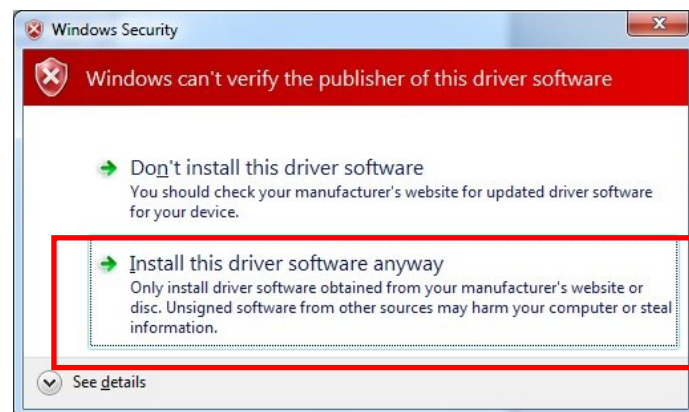 Windows Security
Windows can't verify the publisher of this driver software
Don't install this driver software
You should check your manufacturer's website for updated driver software
for your device.
Install this driver software anyway
Only install driver software obtained from your manufacturer's website or
disc. Unsigned software from other sources may harm your computer or steal
information.
See details